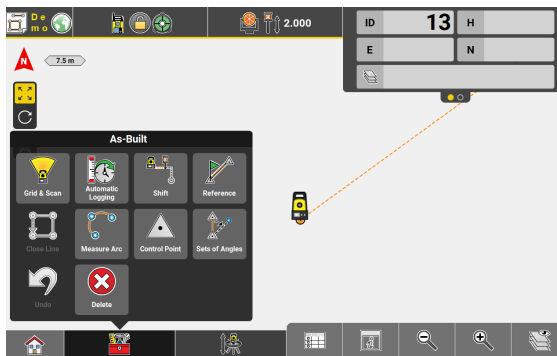 De
mo
2.000
ID 13 H
E N
N
7.5 m
As-Built
Grid & Scan
Automatic
Logging
Shift
Reference
Close Line
Measure Arc
Control Point
Sets of Angles
Undo
Delete